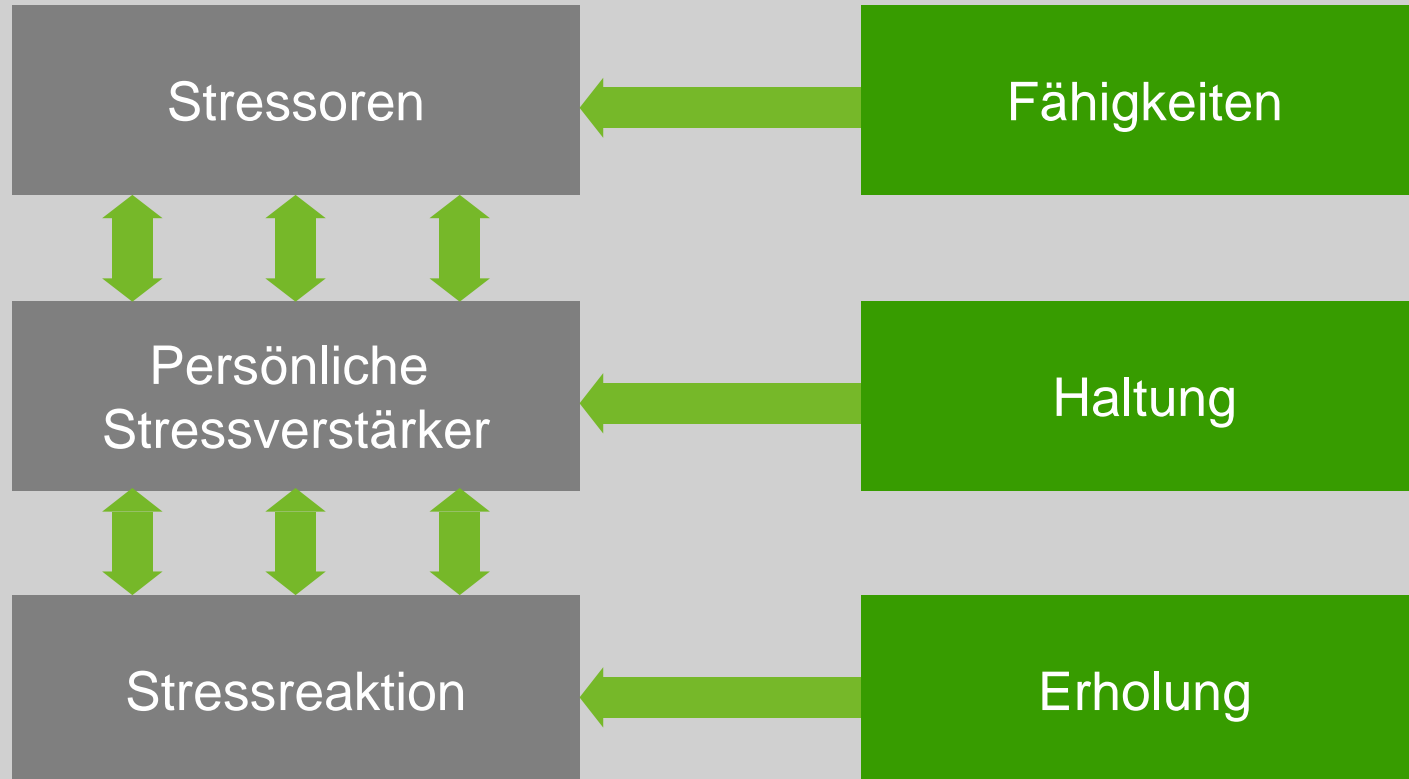 Stressoren
Fähigkeiten
Persönliche
Stressverstärker
Haltung
Stressreaktion
Erholung